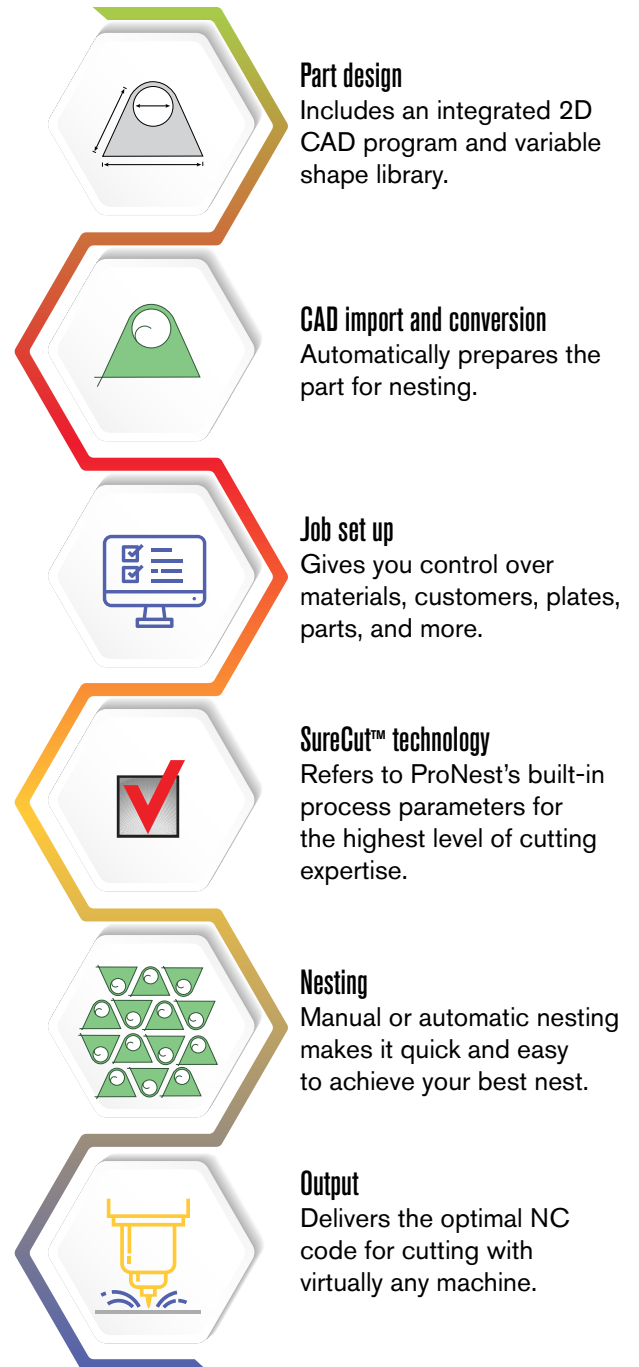 Part design
Includes an integrated 2D
CAD program and variable
shape library.
CAD import and conversion
Automatically prepares the
part for nesting.
Job set up
Gives you control over
materials, customers, plates,
parts, and more.
SureCut™ technology
Refers to ProNest’s built-in
process parameters for
the highest level of cutting
expertise.
Nesting
Manual or automatic nesting
makes it quick and easy
to achieve your best nest.
Output
Delivers the optimal NC
code for cutting with
virtually any machine.